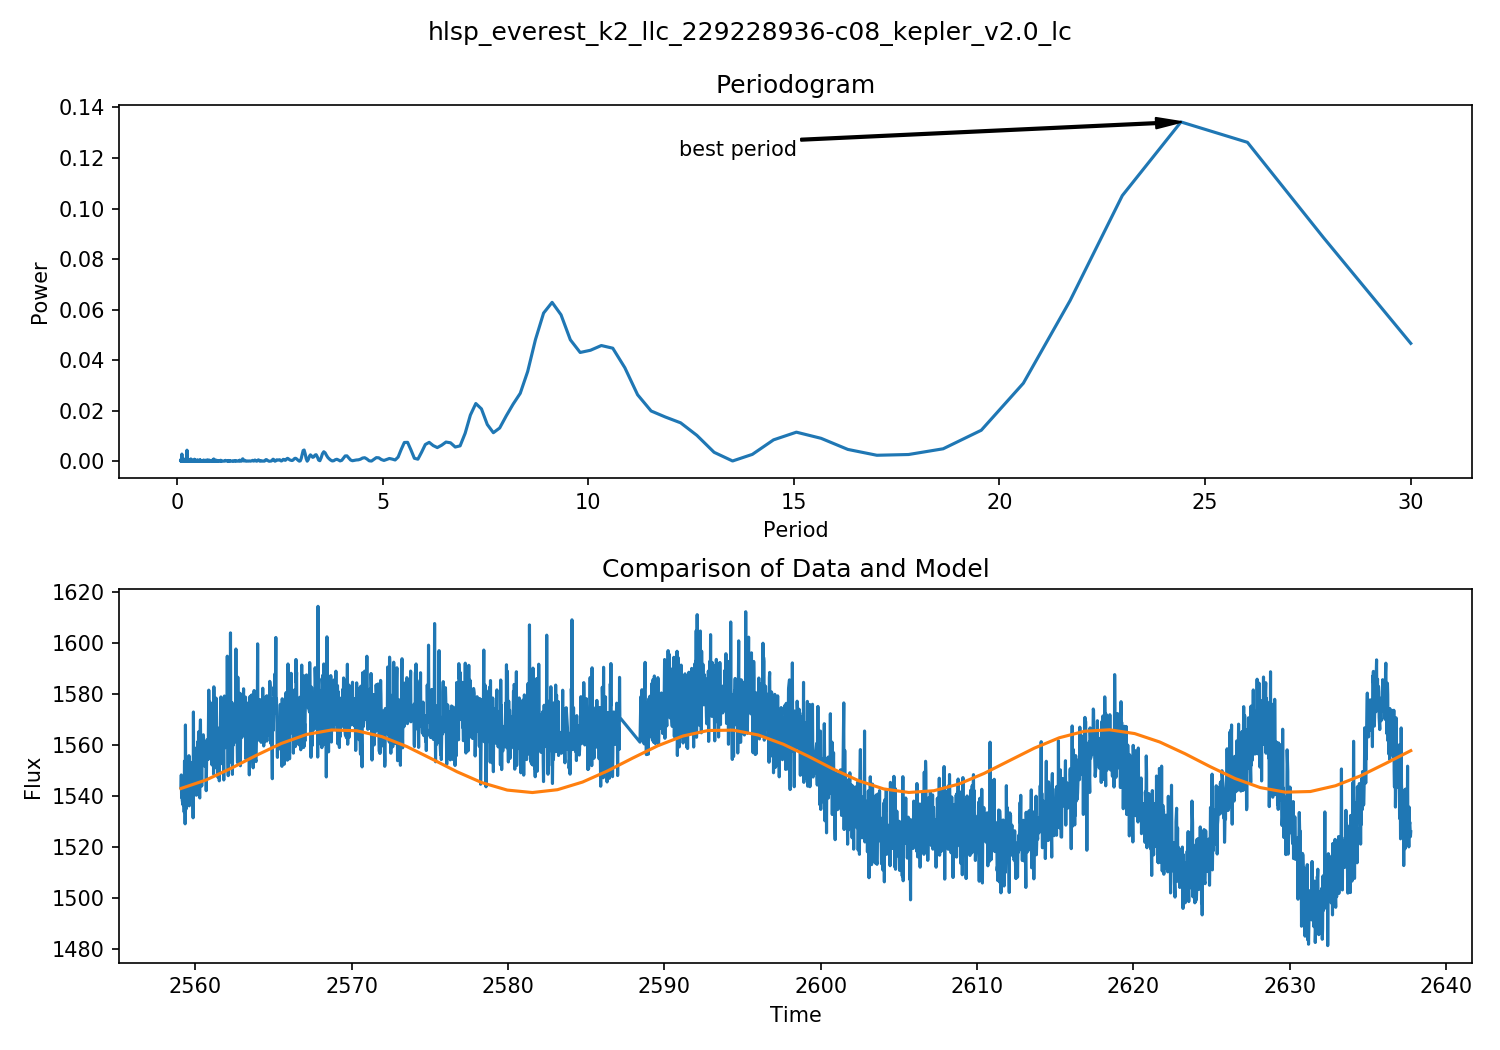 hlsp_everest_k2_llc_229228936-c08_kepler_v2.0_lc
Periodogram
0.14
0.12
0.10
0.08
0.06
0.04
0.02
0.00
Power
best period
0 5 10 15 20 25 30
Period
Comparison of Data and Model
1620
1600
1580
1560
1540
1520
1500
1480
Flux
2560 2570 2580 2590 2600 2610 2620 2630 2640
Time